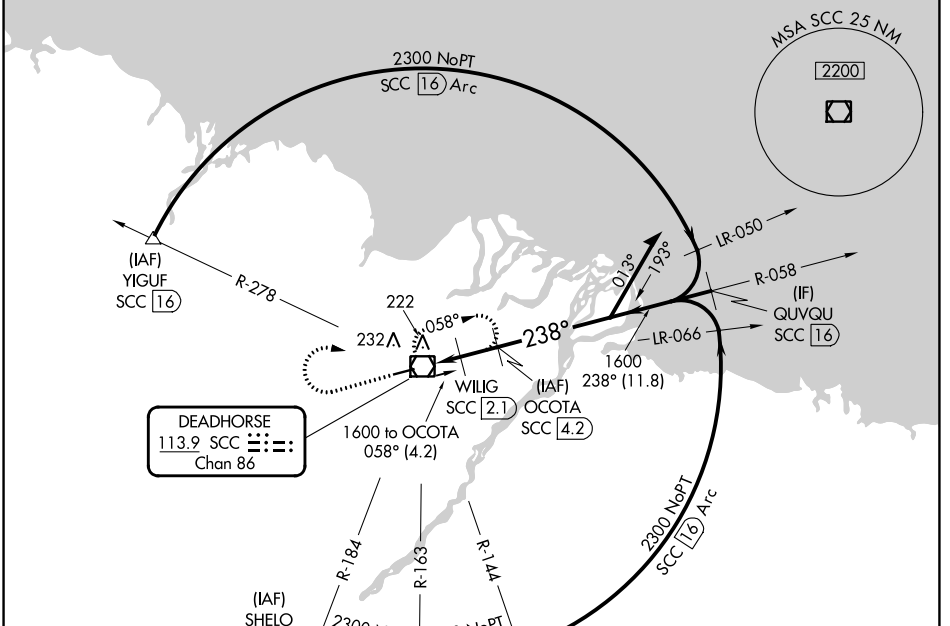 MSA SCC 25 NM
2200
2300 NoPT
SCC 16 Arc
LR-050
013°
193°
R-058
(IF)
QUVQU
SCC 16
LR-066
(IAF)
YIGUF
SCC 16
R-278
222
232
058°
238°
1600
238° (11.8)
WILIG
SCC 2.1
(IAF)
OCOTA
SCC 4.2
DEADHORSE
113.9 SCC
Chan 86
1600 to OCOTA
058° (4.2)
2300 NoPT
SCC 16 Arc
R-184
R-163
R-144
(IAF)
SHELO
2300
NoPT